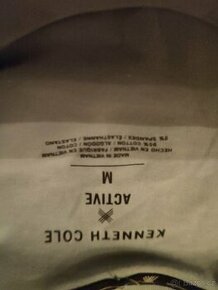 KENNETH COLE
ACTIVE
M
MADE IN VIETNAM
HECHO EN VIETNAM / FABRIQUÉ EN VIETNAM
95% COTTON / ALGODON / COTON
5% SPANDEX / ELASTHANNE / ELASTANO